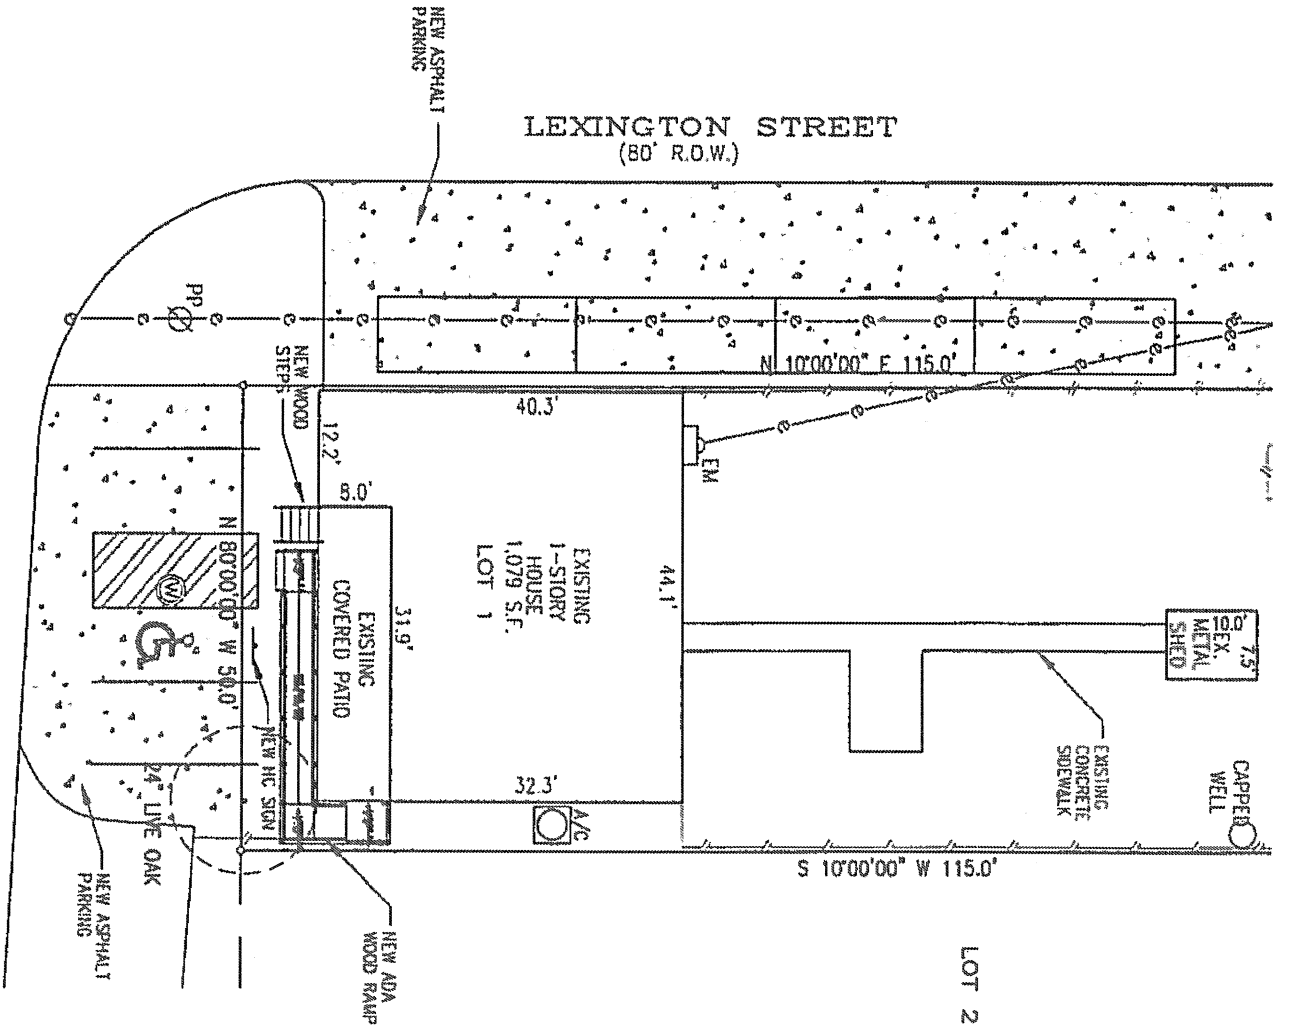 NEW ASPHALT
PARKING
LEXINGTON STREET
(80' R.O.W.)
PP
NEW WOOD
STEPS
N 10°00'00" E 115.0'
40.3'
12.2'
8.0'
EM
44.1'
EXISTING
1-STORY
HOUSE
1,079 S.F.
LOT 1
31.9'
EXISTING
COVERED PATIO
10.0'
7.5'
EX.
METAL
SHED
N 80°00'00" W 50.0'
W
NEW HC SIGN
24" LIVE OAK
32.3'
A/C
EXISTING
CONCRETE
SIDEWALK
CAPPED
WELL
S 10°00'00" W 115.0'
NEW ASPHALT
PARKING
NEW ADA
WOOD RAMP
LOT 2